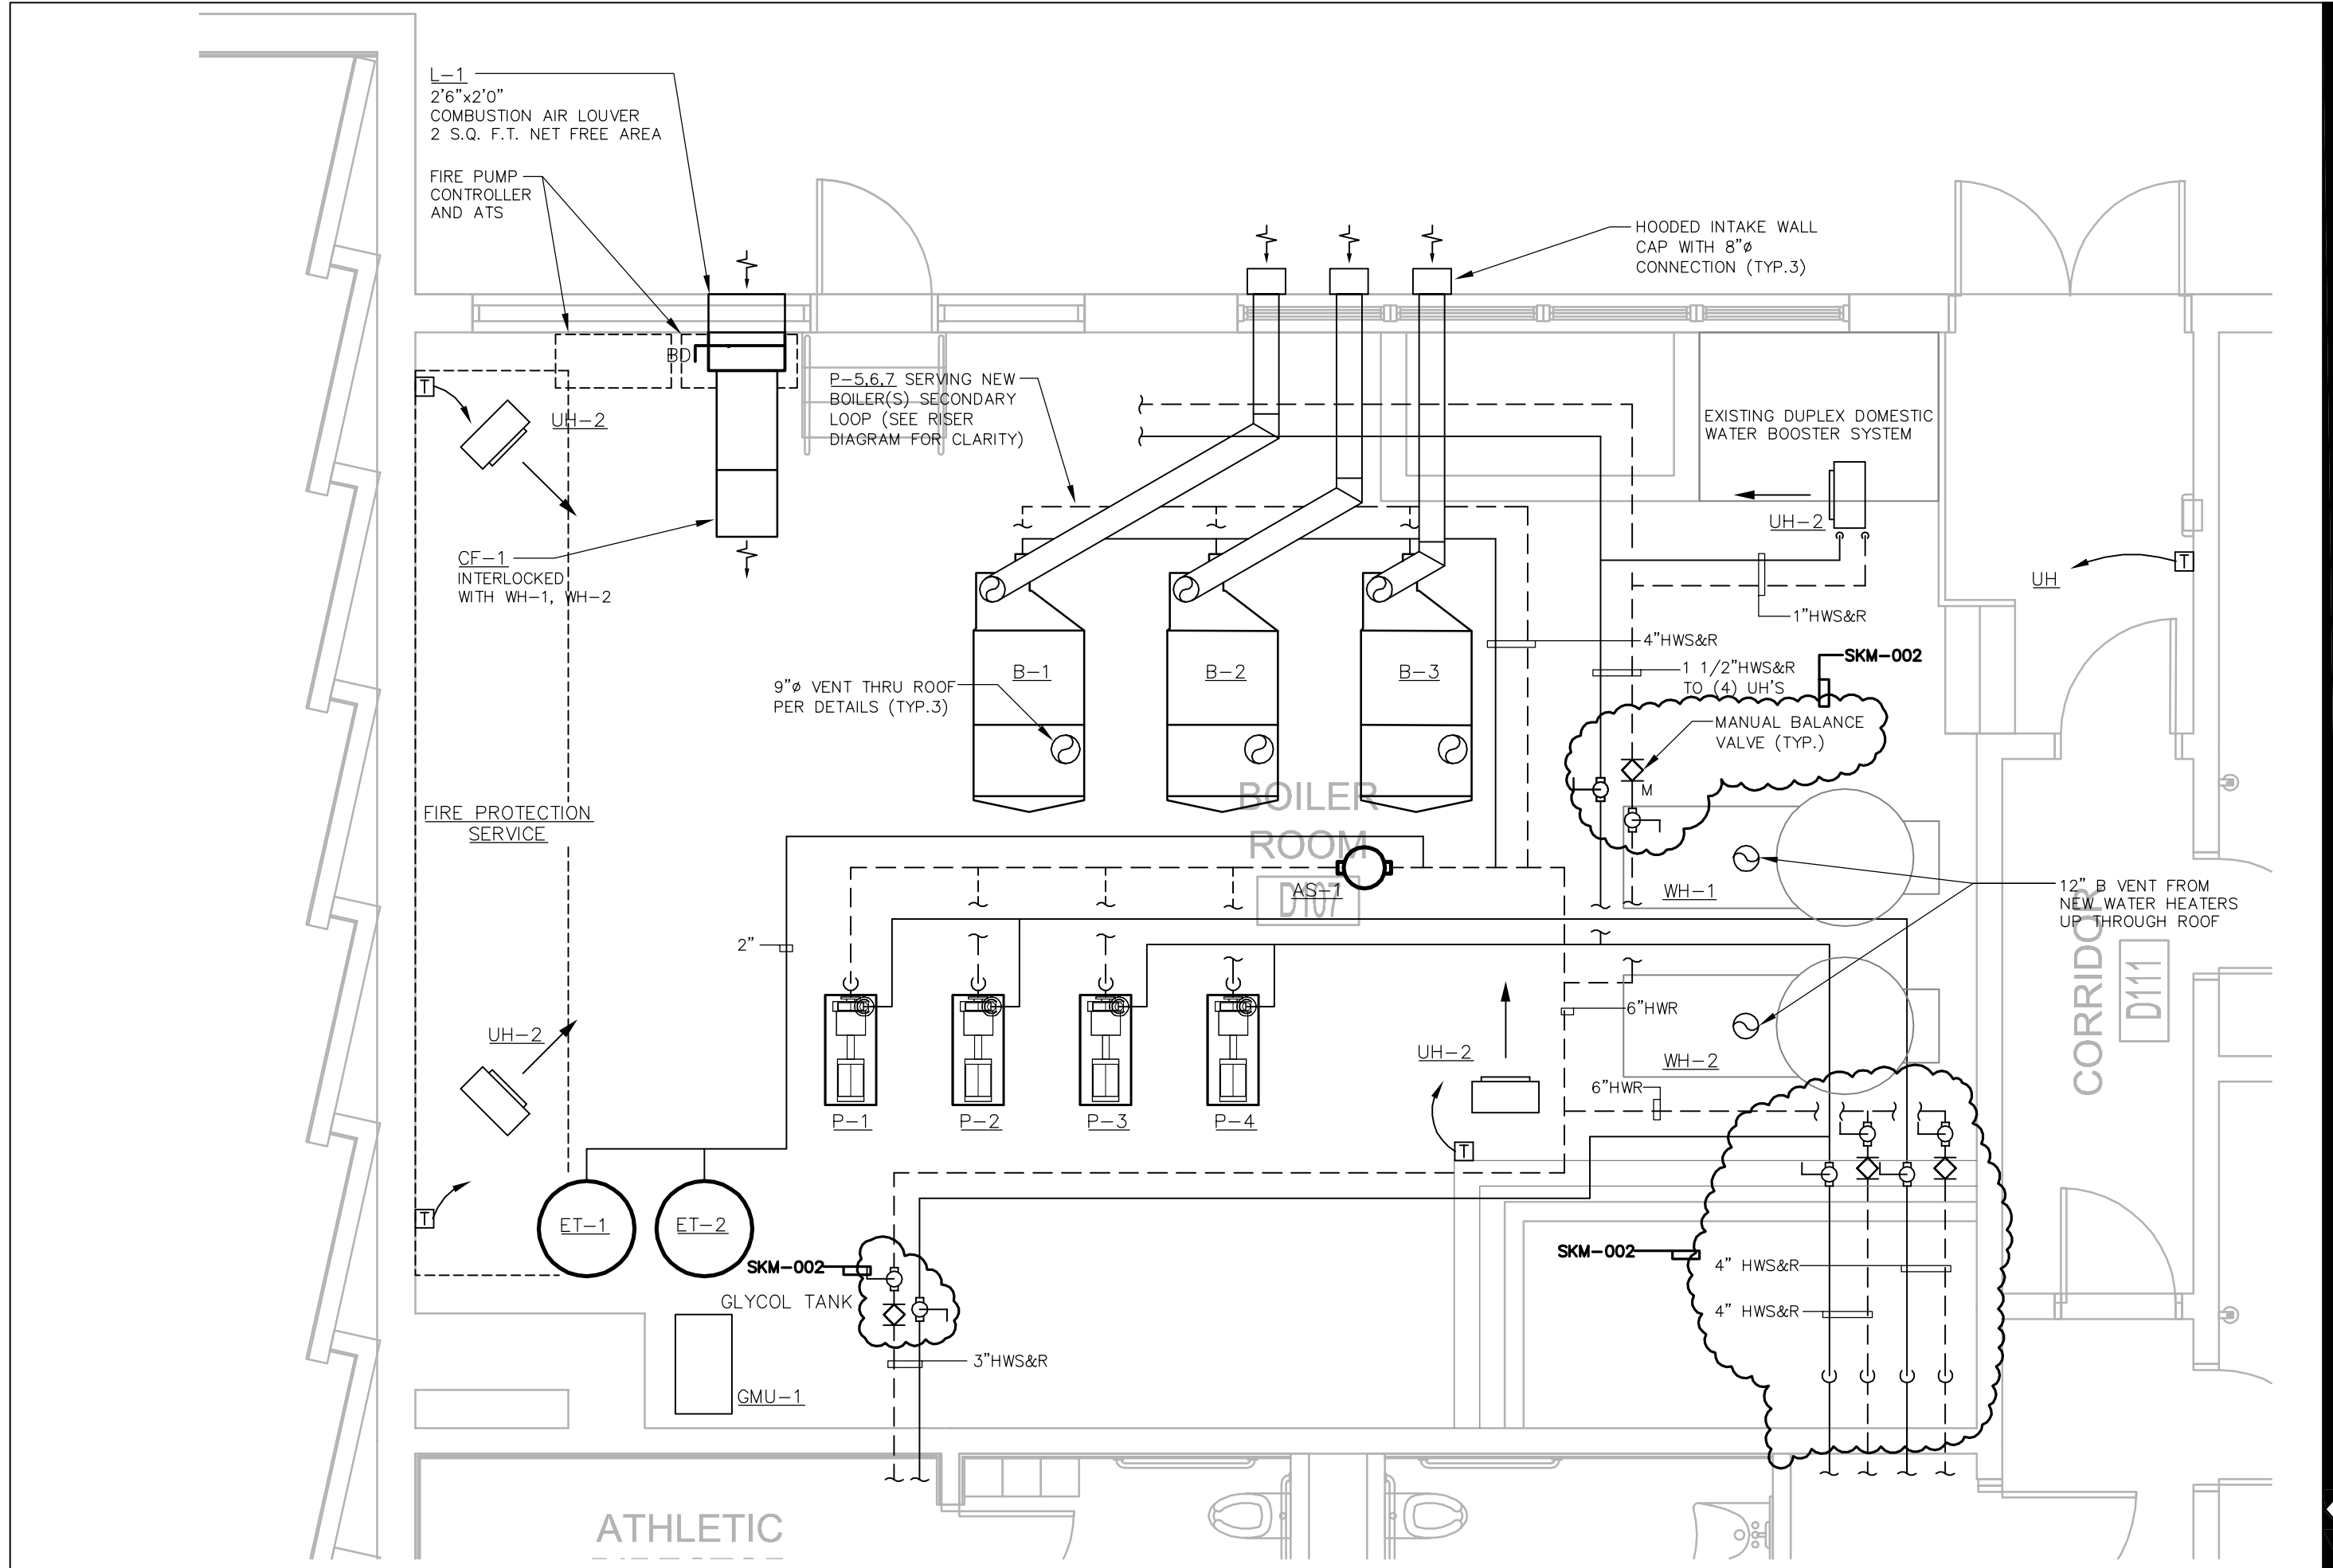 L-1
2'6"x2'0"
COMBUSTION AIR LOUVER
2 S.Q. F.T. NET FREE AREA
FIRE PUMP
CONTROLLER
AND ATS
HOODED INTAKE WALL
CAP WITH 8"ø
CONNECTION (TYP.3)
BD
T
UH-2
P-5,6,7 SERVING NEW
BOILER(S) SECONDARY
LOOP (SEE RISER
DIAGRAM FOR CLARITY)
EXISTING DUPLEX DOMESTIC
WATER BOOSTER SYSTEM
UH-2
CF-1
INTERLOCKED
WITH WH-1, WH-2
T
UH
1"HWS&R
4"HWS&R
SKM-002
1 1/2"HWS&R
TO (4) UH'S
B-1
B-2
B-3
9"ø VENT THRU ROOF
PER DETAILS (TYP.3)
MANUAL BALANCE
VALVE (TYP.)
M
BOILER
ROOM
D107
FIRE PROTECTION
SERVICE
AS-1
WH-1
12" B VENT FROM
NEW WATER HEATERS
UP THROUGH ROOF
CORRIDOR
D111
2"
6"HWR
UH-2
UH-2
WH-2
6"HWR
P-1
P-2
P-3
P-4
T
T
ET-1
ET-2
SKM-002
SKM-002
4" HWS&R
4" HWS&R
GLYCOL TANK
3"HWS&R
GMU-1
ATHLETIC